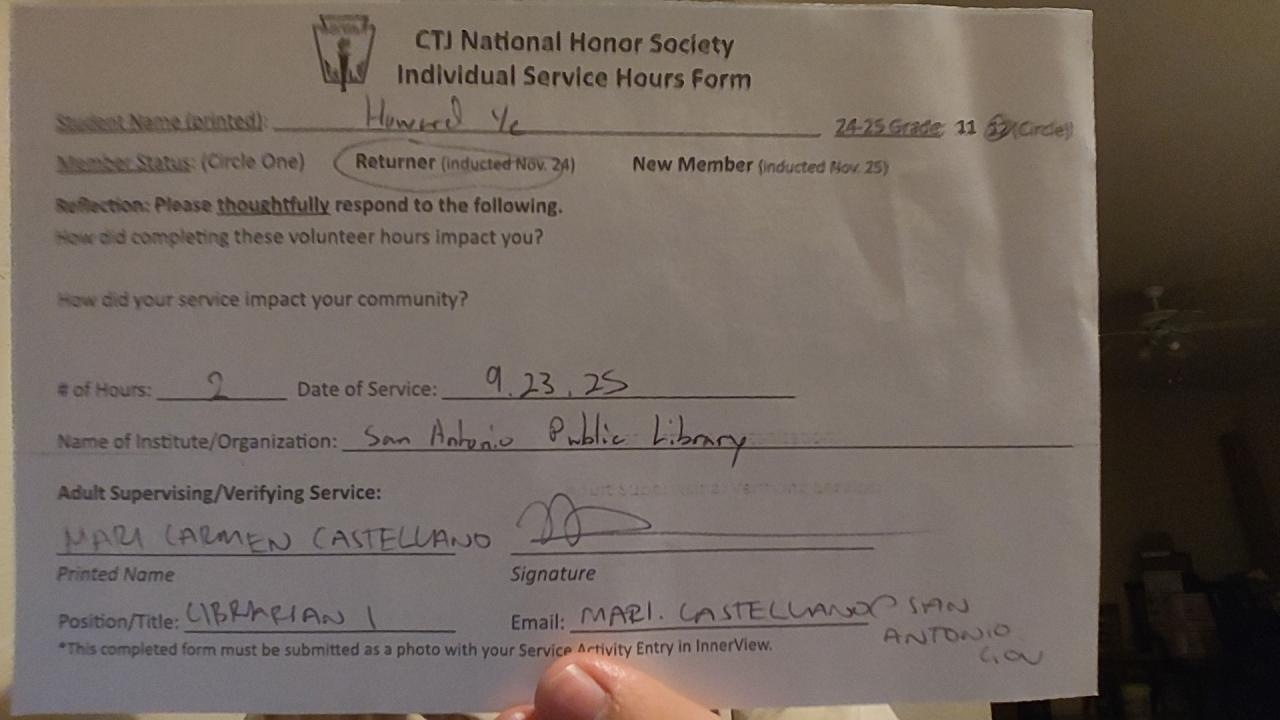 CTJ National Honor Society
Individual Service Hours Form
Student Name (printted): Howard Ye 24-25 Grade: 11 12 (Circle)
Member Status: (Circle One) Returner (inducted Nov. 24) New Member (inducted Nov. 25)
Reflection: Please thoughtfully respond to the following.
How did completing these volunteer hours impact you?
How did your service impact your community?
# of Hours: 2 Date of Service: 9.23.25
Name of Institute/Organization: San Antonio Public Library
Adult Supervising/Verifying Service:
MARI CARMEN CASTELLANO
Printed Name Signature
Position/Title: LIBRARIAN I Email: MARI.CASTELLANO@SAN
ANTONIO.
GOV
*This completed form must be submitted as a photo with your Service Activity Entry in InnerView.